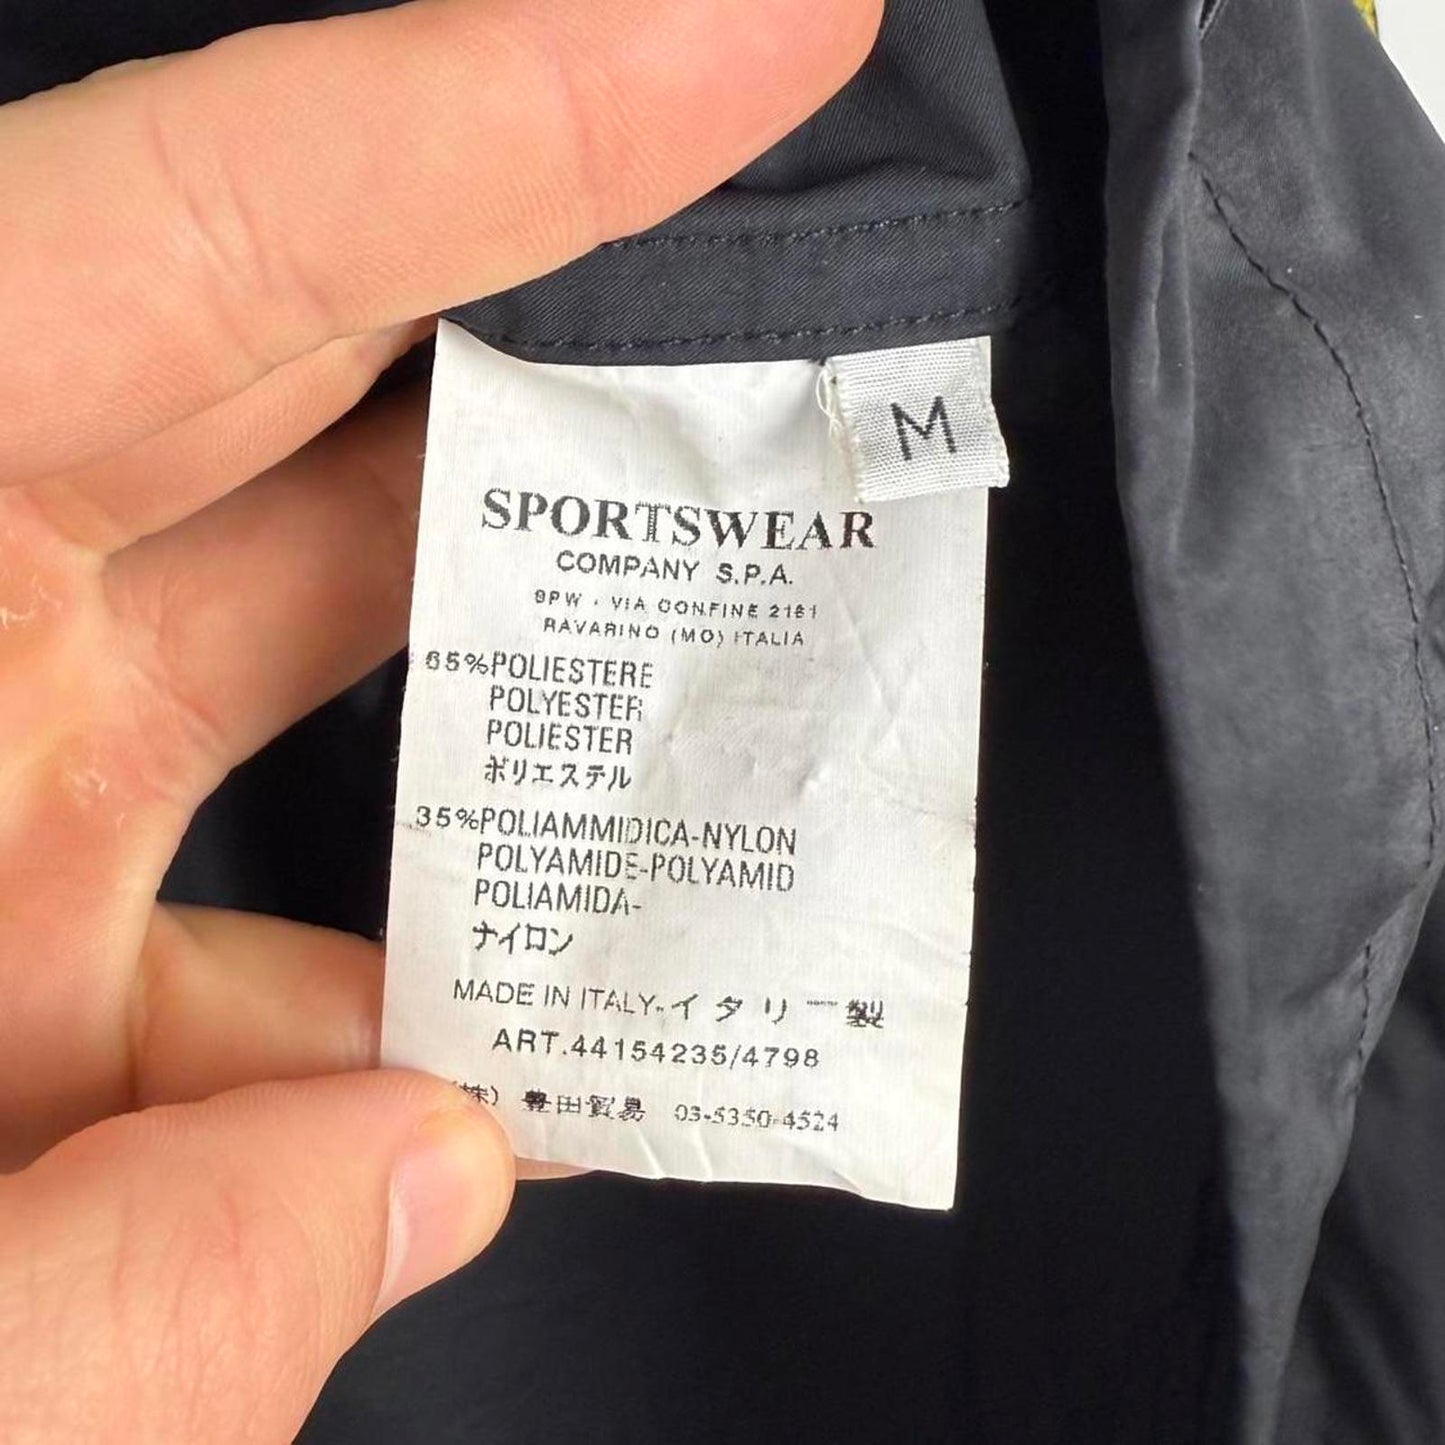 M
SPORTSWEAR
COMPANY S.P.A.
SPW . VIA CONFINE 2161
RAVARINO (MO) ITALIA
65%POLIESTERE
POLYESTER
POLIESTER
ポリエステル
35%POLIAMMIDICA-NYLON
POLYAMIDE-POLYAMID
POLIAMIDA-
ナイロン
MADE IN ITALY-イタリー製
ART.44154235/4798
(株) 豊田貿易 03-5350-4524